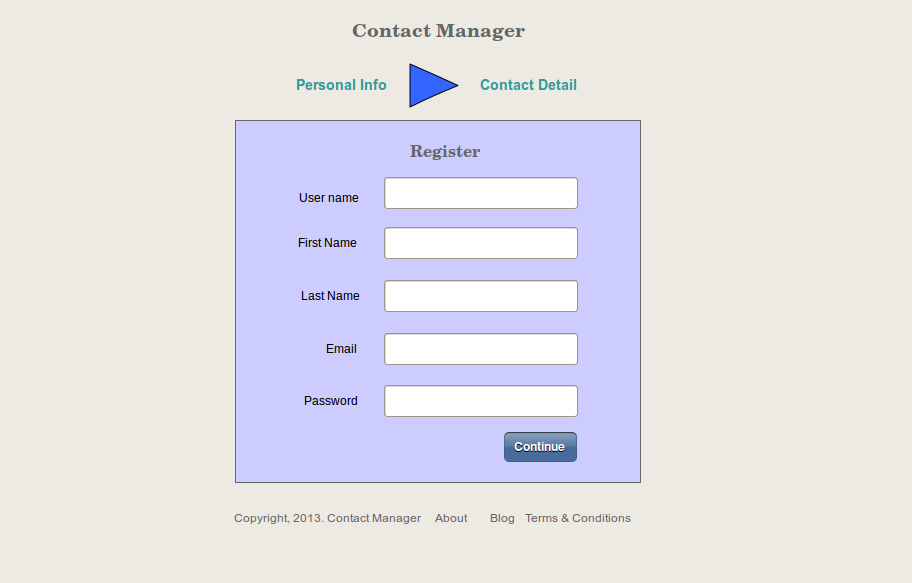 Contact Manager
Personal Info Contact Detail
Register
User name
First Name
Last Name
Email
Password
Continue
Copyright, 2013. Contact Manager About Blog Terms & Conditions